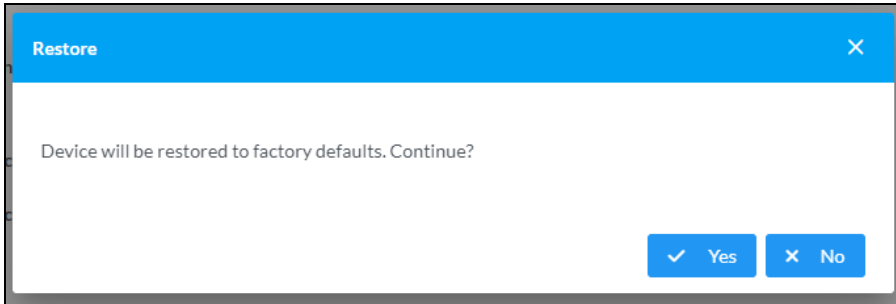 Restore
Device will be restored to factory defaults. Continue?
Yes No